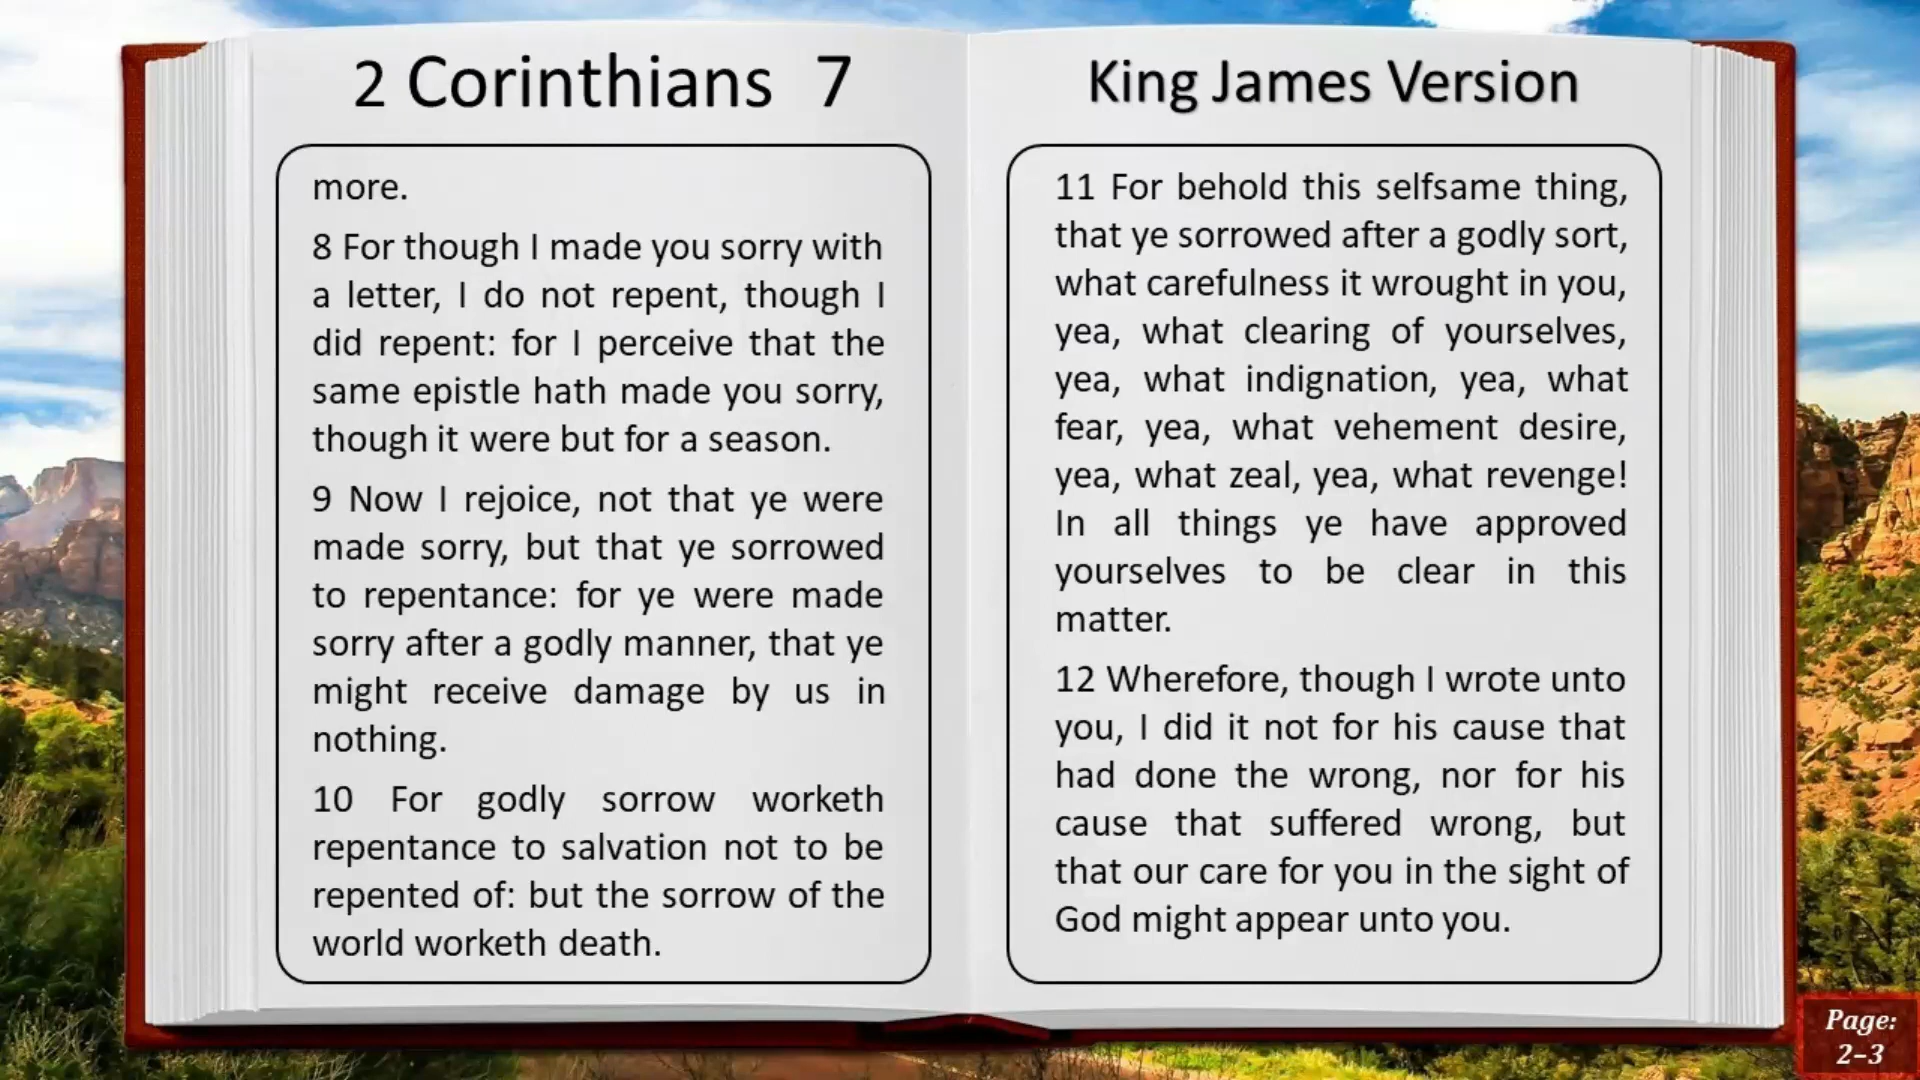 2 Corinthians 7
more.
8 For though I made you sorry with
a letter, I do not repent, though I
did repent: for I perceive that the
same epistle hath made you sorry,
though it were but for a season.
9 Now I rejoice, not that ye were
made sorry, but that ye sorrowed
to repentance: for ye were made
sorry after a godly manner, that ye
might receive damage by us in
nothing.
10 For godly sorrow worketh
repentance to salvation not to be
repented of: but the sorrow of the
world worketh death.
King James Version
11 For behold this selfsame thing,
that ye sorrowed after a godly sort,
what carefulness it wrought in you,
yea, what clearing of yourselves,
yea, what indignation, yea, what
fear, yea, what vehement desire,
yea, what zeal, yea, what revenge!
In all things ye have approved
yourselves to be clear in this
matter.
12 Wherefore, though I wrote unto
you, I did it not for his cause that
had done the wrong, nor for his
cause that suffered wrong, but
that our care for you in the sight of
God might appear unto you.
Page:
2-3